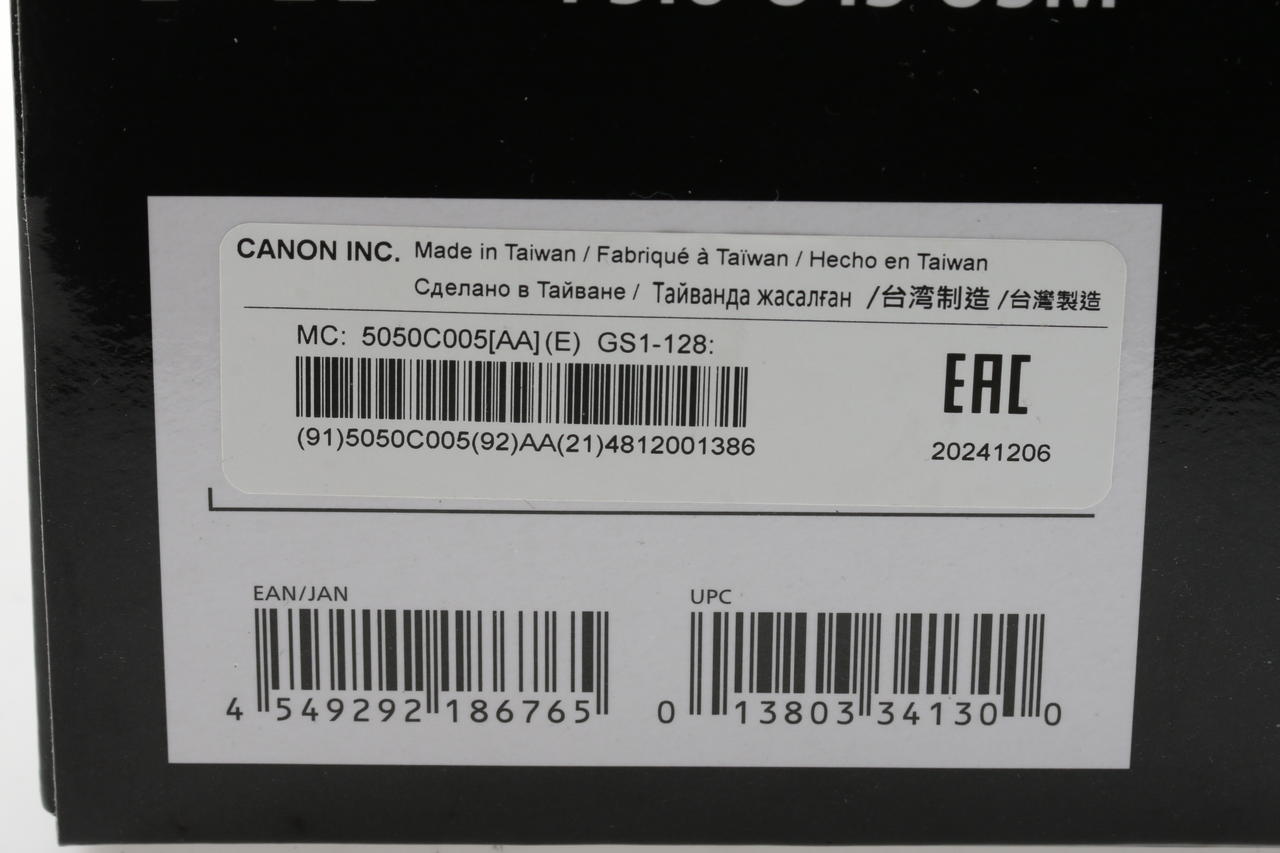 CANON INC. Made in Taiwan / Fabriqué à Taïwan / Hecho en Taiwan
Сделано в Тайване / Тайванда жасалған /台湾制造 /台灣製造
MC: 5050C005[AA](E) GS1-128:
(91)5050C005(92)AA(21)4812001386
EAC
20241206
EAN/JAN
4 549292 186765
UPC
0 13803 34130 0